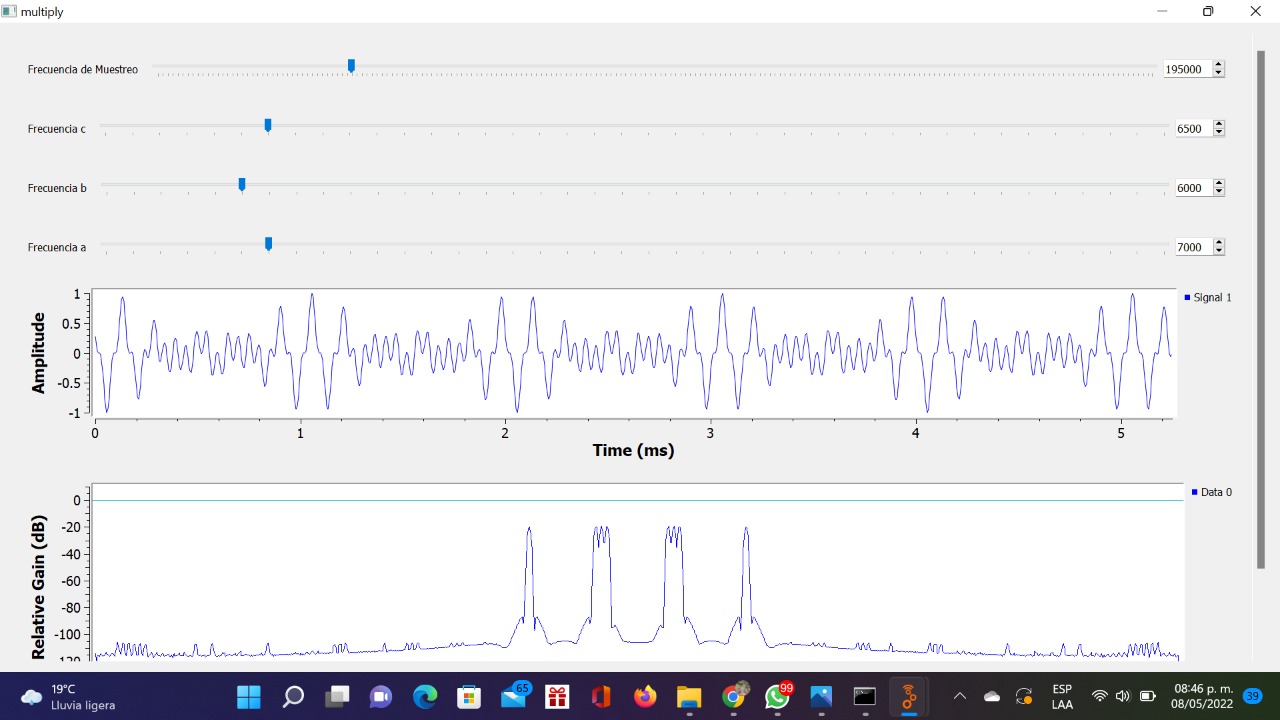 multiply
Frecuencia de Muestreo
195000
Frecuencia c
6500
Frecuencia b
6000
Frecuencia a
7000
Amplitude
1
0.5
0
-0.5
-1
Signal 1
0 1 2 3 4 5
Time (ms)
Relative Gain (dB)
0
-20
-40
-60
-80
-100
-120
Data 0
19°C
Lluvia ligera
65
99
ESP
LAA
08:46 p. m.
08/05/2022
39